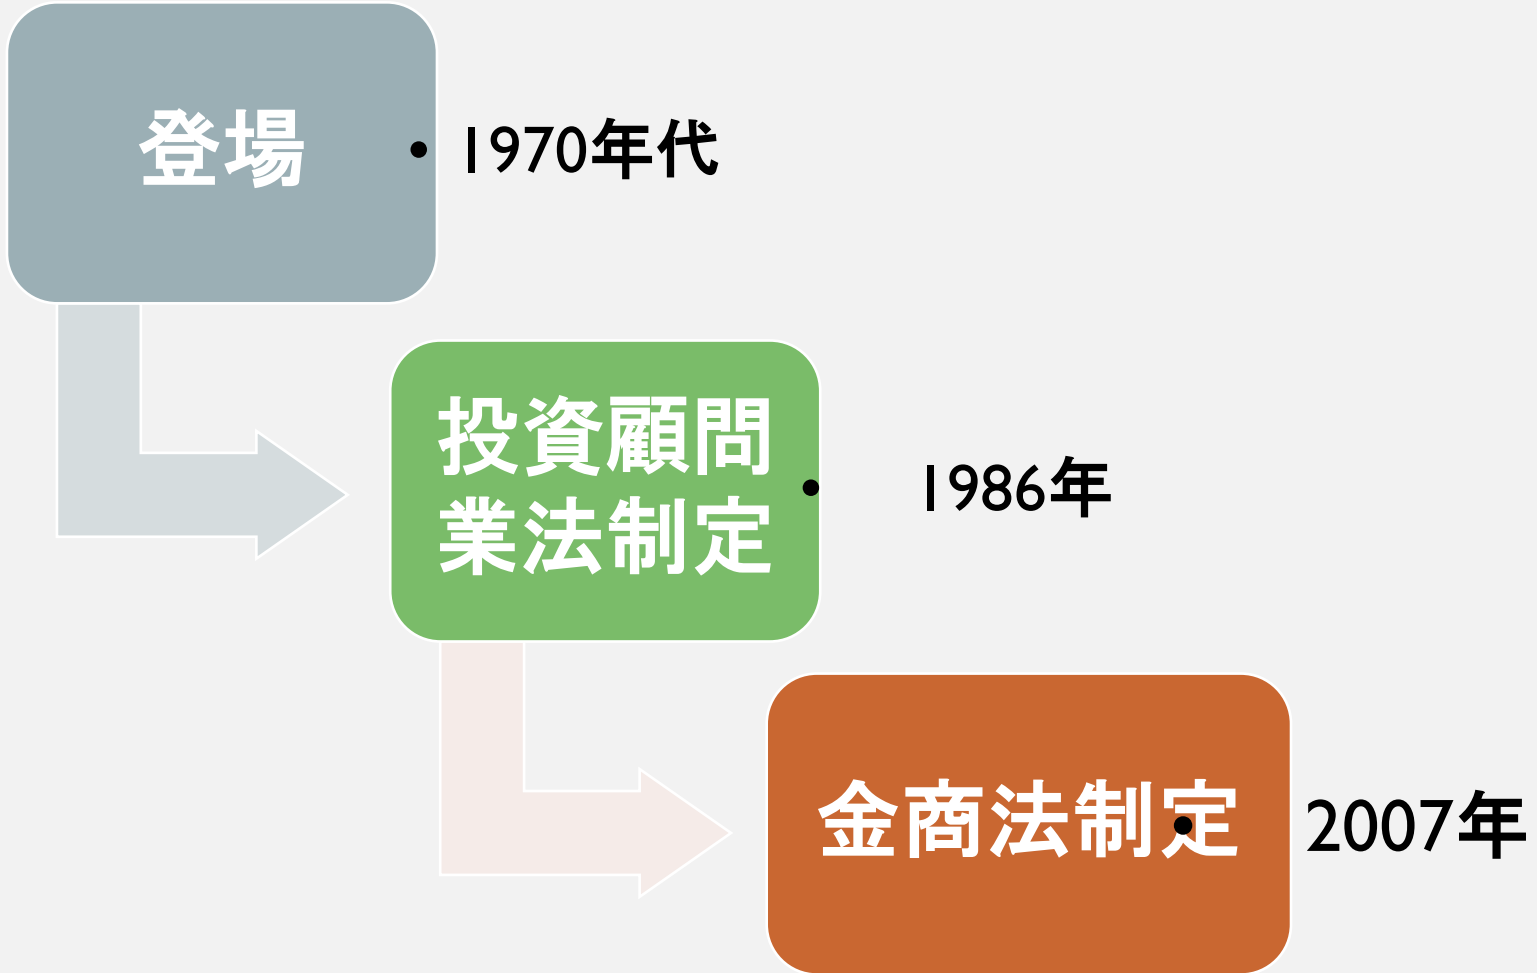 登場
• 1970年代
投資顧問
業法制定
• 1986年
金商法制定
• 2007年